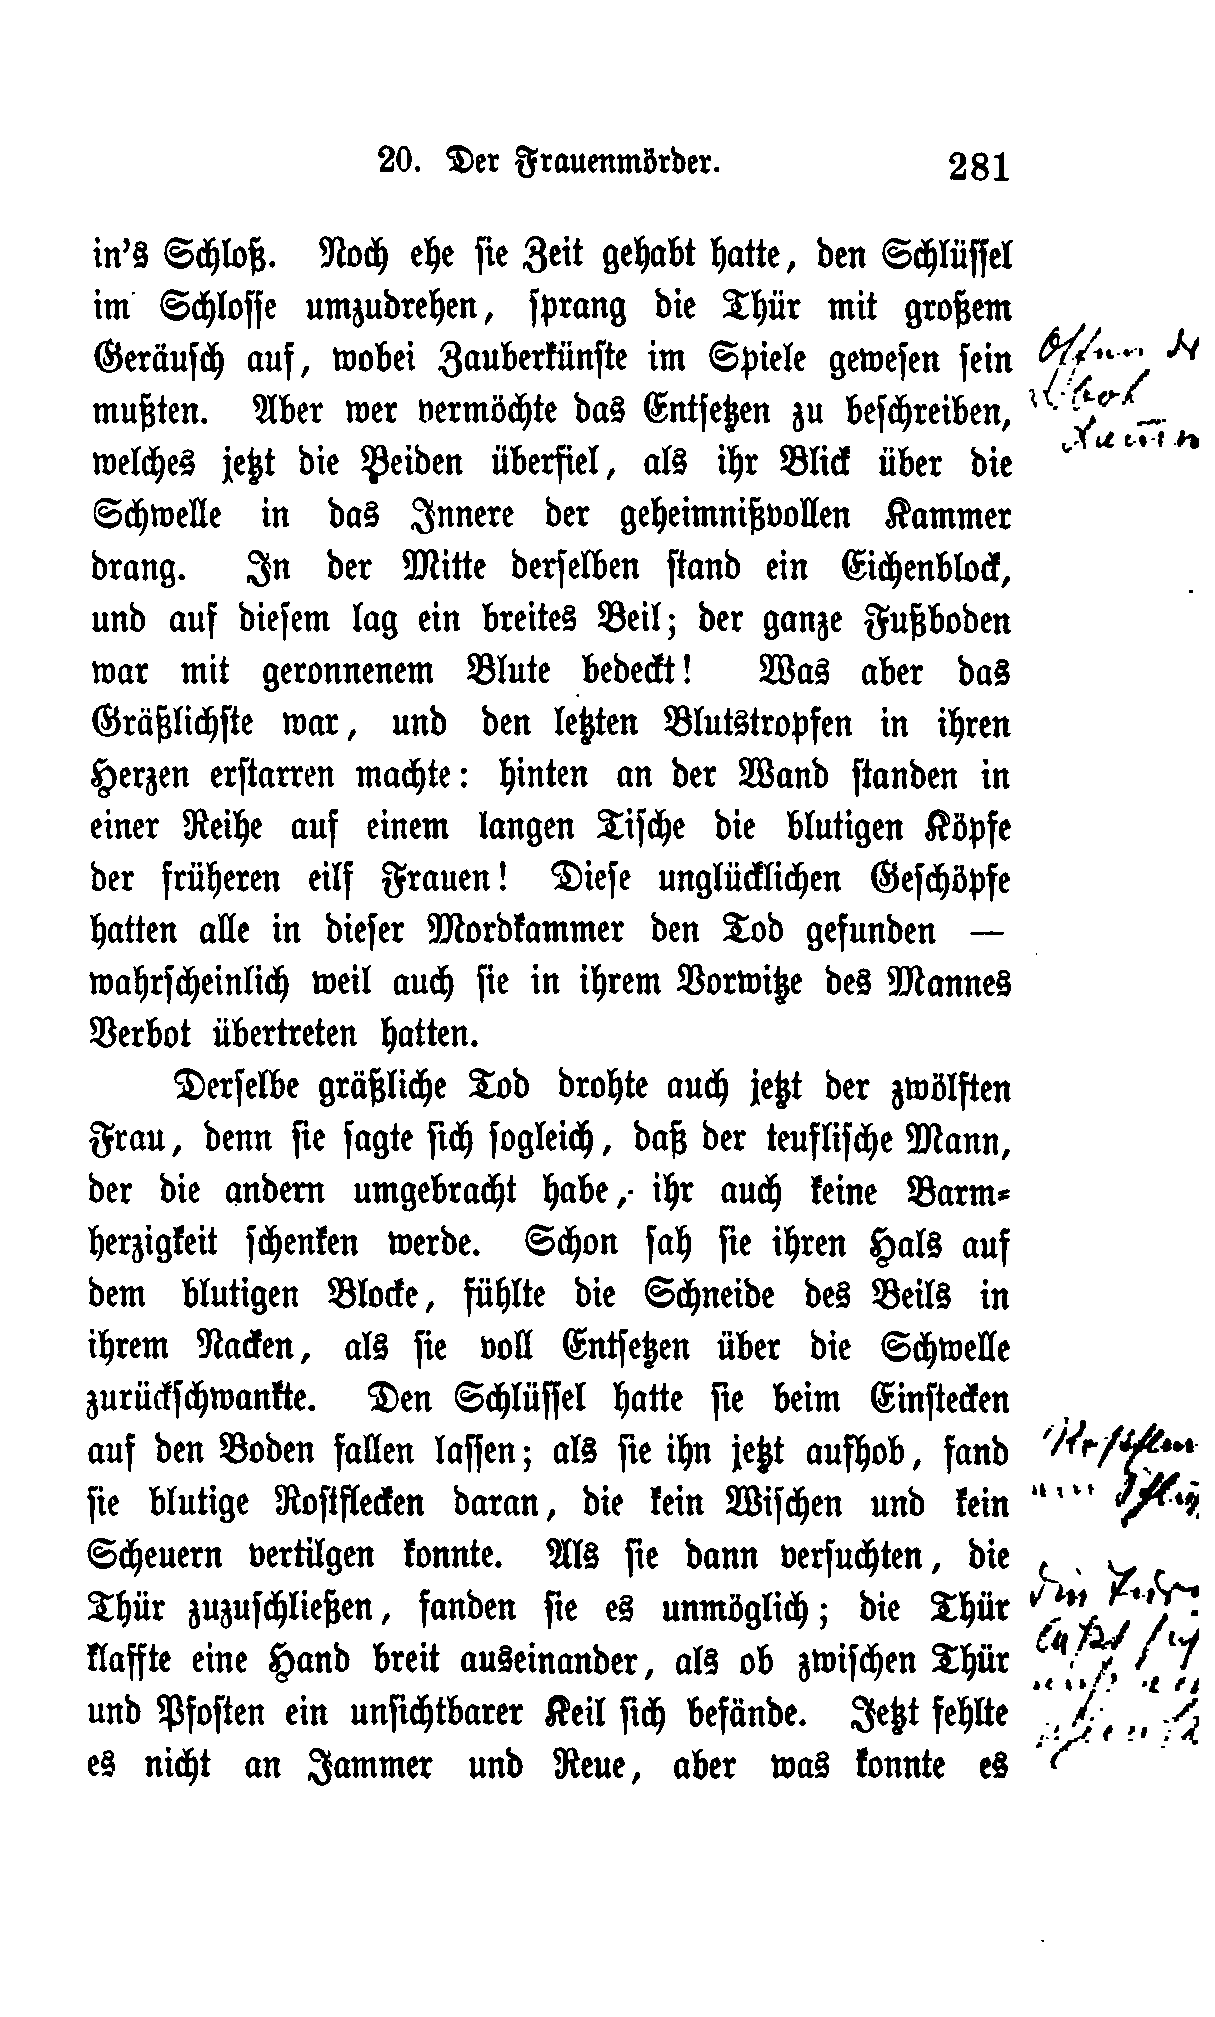 20. Der Frauenmörder. 281
in's Schloß. Noch ehe sie Zeit gehabt hatte, den Schlüssel
im Schlosse umzudrehen, sprang die Thür mit großem
Geräusch auf, wobei Zauberkünste im Spiele gewesen sein
mußten. Aber wer vermöchte das Entsetzen zu beschreiben,
welches jetzt die Beiden überfiel, als ihr Blick über die
Schwelle in das Innere der geheimnißvollen Kammer
drang. In der Mitte derselben stand ein Eichenblock,
und auf diesem lag ein breites Beil; der ganze Fußboden
war mit geronnenem Blute bedeckt! Was aber das
Gräßlichste war, und den letzten Blutstropfen in ihren
Herzen erstarren machte: hinten an der Wand standen in
einer Reihe auf einem langen Tische die blutigen Köpfe
der früheren eilf Frauen! Diese unglücklichen Geschöpfe
hatten alle in dieser Mordkammer den Tod gefunden —
wahrscheinlich weil auch sie in ihrem Vorwitze des Mannes
Verbot übertreten hatten.
Derselbe gräßliche Tod drohte auch jetzt der zwölften
Frau, denn sie sagte sich sogleich, daß der teuflische Mann,
der die andern umgebracht habe, ihr auch keine Barm-
herzigkeit schenken werde. Schon sah sie ihren Hals auf
dem blutigen Blocke, fühlte die Schneide des Beils in
ihrem Nacken, als sie voll Entsetzen über die Schwelle
zurückschwankte. Den Schlüssel hatte sie beim Einstecken
auf den Boden fallen lassen; als sie ihn jetzt aufhob, fand
sie blutige Rostflecken daran, die kein Wischen und kein
Scheuern vertilgen konnte. Als sie dann versuchten, die
Thür zuzuschließen, fanden sie es unmöglich; die Thür
klaffte eine Hand breit auseinander, als ob zwischen Thür
und Pfosten ein unsichtbarer Keil sich befände. Jetzt fehlte
es nicht an Jammer und Reue, aber was konnte es